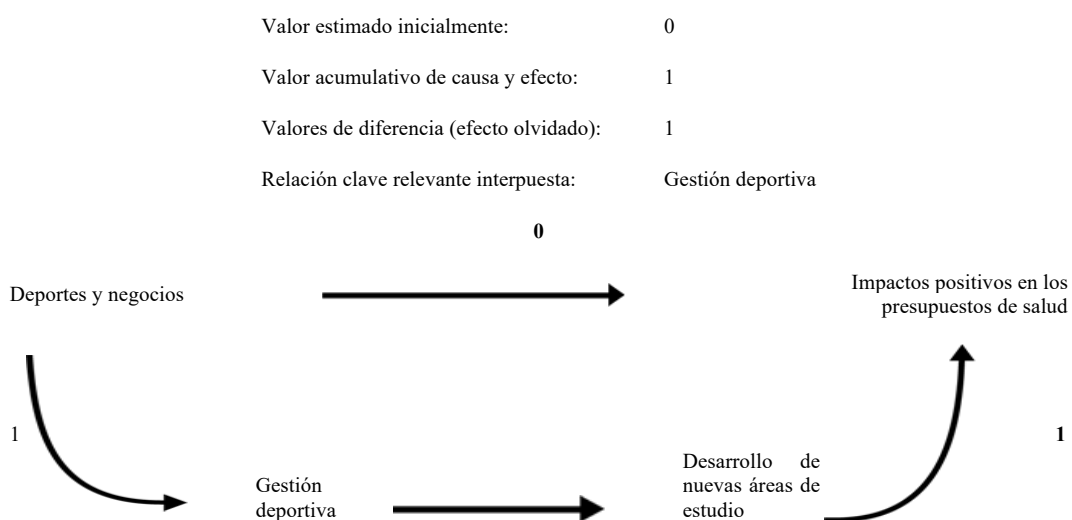 Valor estimado inicialmente: 0
Valor acumulativo de causa y efecto: 1
Valores de diferencia (efecto olvidado): 1
Relación clave relevante interpuesta: Gestión deportiva
0
Deportes y negocios
Impactos positivos en los
presupuestos de salud
1
1
Gestión
deportiva
Desarrollo de
nuevas áreas de
estudio